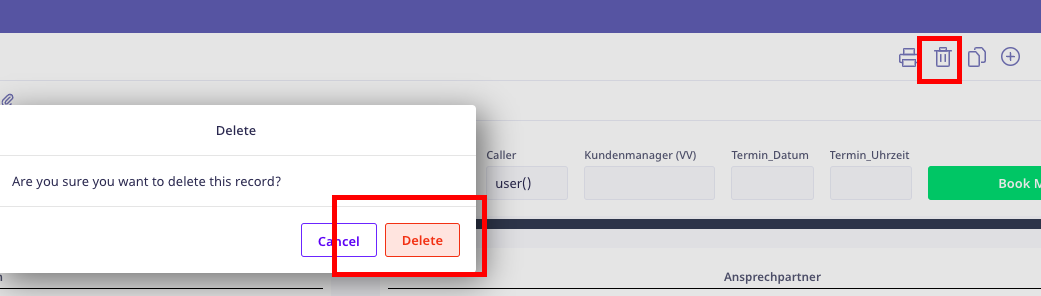 Delete
Are you sure you want to delete this record?
Cancel
Delete
Caller
Kundenmanager (VV)
Termin_Datum
Termin_Uhrzeit
user()
Book
Ansprechpartner